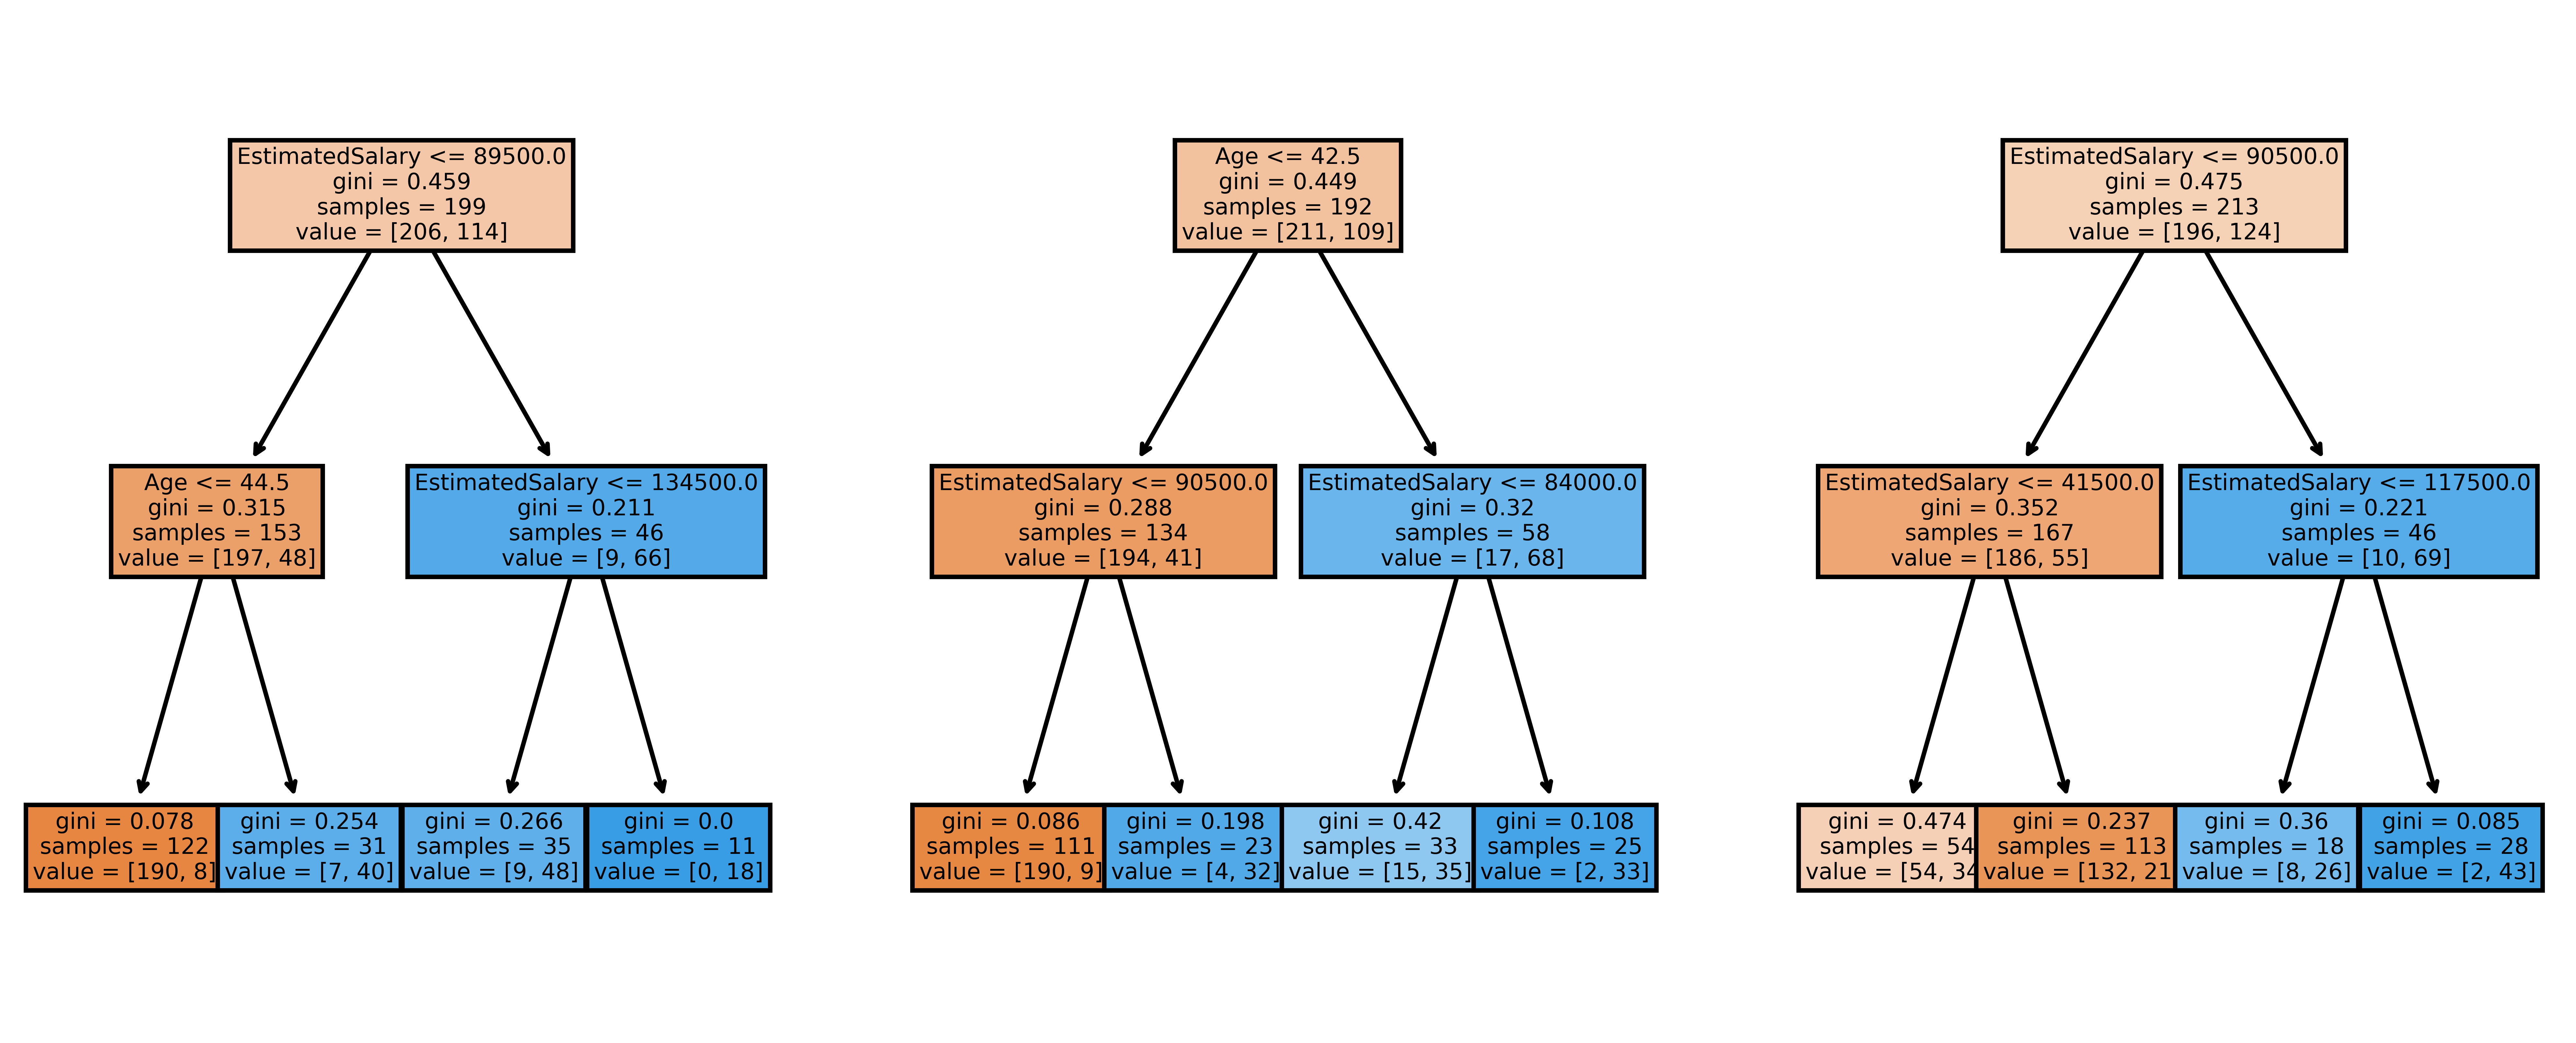 EstimatedSalary <= 89500.0
gini = 0.459
samples = 199
value = [206, 114]
Age <= 44.5
gini = 0.315
samples = 153
value = [197, 48]
EstimatedSalary <= 134500.0
gini = 0.211
samples = 46
value = [9, 66]
gini = 0.078
samples = 122
value = [190, 8]
gini = 0.254
samples = 31
value = [7, 40]
gini = 0.266
samples = 35
value = [9, 48]
gini = 0.0
samples = 11
value = [0, 18]
Age <= 42.5
gini = 0.449
samples = 192
value = [211, 109]
EstimatedSalary <= 90500.0
gini = 0.288
samples = 134
value = [194, 41]
EstimatedSalary <= 84000.0
gini = 0.32
samples = 58
value = [17, 68]
gini = 0.086
samples = 111
value = [190, 9]
gini = 0.198
samples = 23
value = [4, 32]
gini = 0.42
samples = 33
value = [15, 35]
gini = 0.108
samples = 25
value = [2, 33]
EstimatedSalary <= 90500.0
gini = 0.475
samples = 213
value = [196, 124]
EstimatedSalary <= 41500.0
gini = 0.352
samples = 167
value = [186, 55]
EstimatedSalary <= 117500.0
gini = 0.221
samples = 46
value = [10, 69]
gini = 0.474
samples = 54
value = [54, 34
gini = 0.237
samples = 113
value = [132, 21
gini = 0.36
samples = 18
value = [8, 26]
gini = 0.085
samples = 28
value = [2, 43]